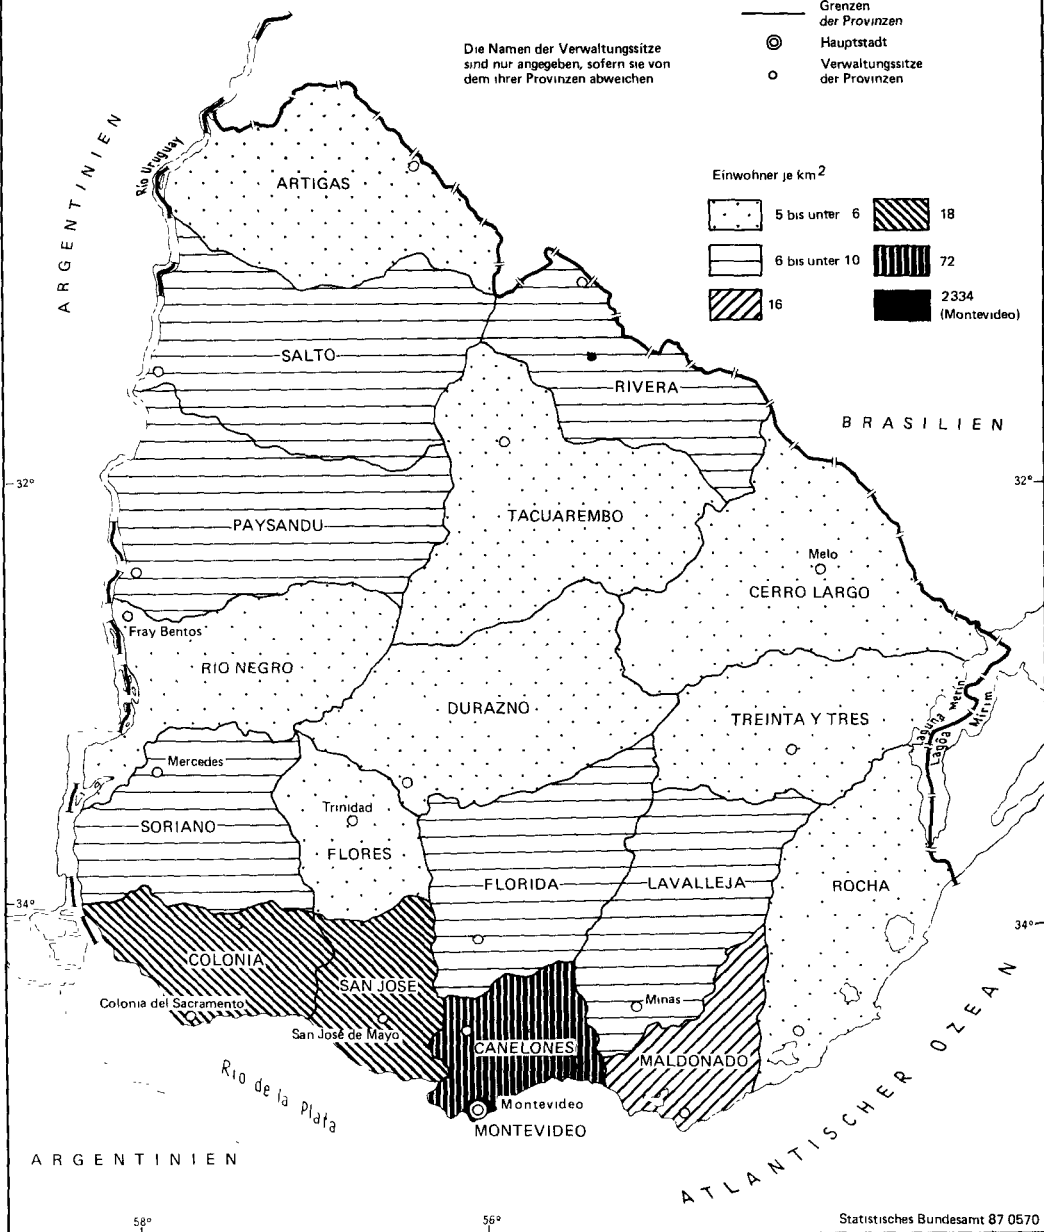 Grenzen
der Provinzen
Hauptstadt
Verwaltungssitze
der Provinzen
Die Namen der Verwaltungssitze
sind nur angegeben, sofern sie von
dem ihrer Provinzen abweichen
Einwohner je km²
5 bis unter 6
18
6 bis unter 10
72
16
2334
(Montevideo)
ARGENTINIEN
Río Uruguay
ARTIGAS
SALTO
RIVERA
BRASILIEN
32°
32°
PAYSANDU
TACUAREMBO
Melo
CERRO LARGO
Fray Bentos
RIO NEGRO
DURAZNO
TREINTA Y TRES
Laguna Merín
Lagôa Mirim
Mercedes
SORIANO
Trinidad
FLORES
FLORIDA
LAVALLEJA
ROCHA
34°
34°
COLONIA
SAN JOSE
Colonia del Sacramento
San José de Mayo
Minas
CANELONES
MALDONADO
Montevideo
MONTEVIDEO
Rio de la Plata
ARGENTINIEN
ATLANTISCHER OZEAN
58°
56°
Statistisches Bundesamt 87 0570